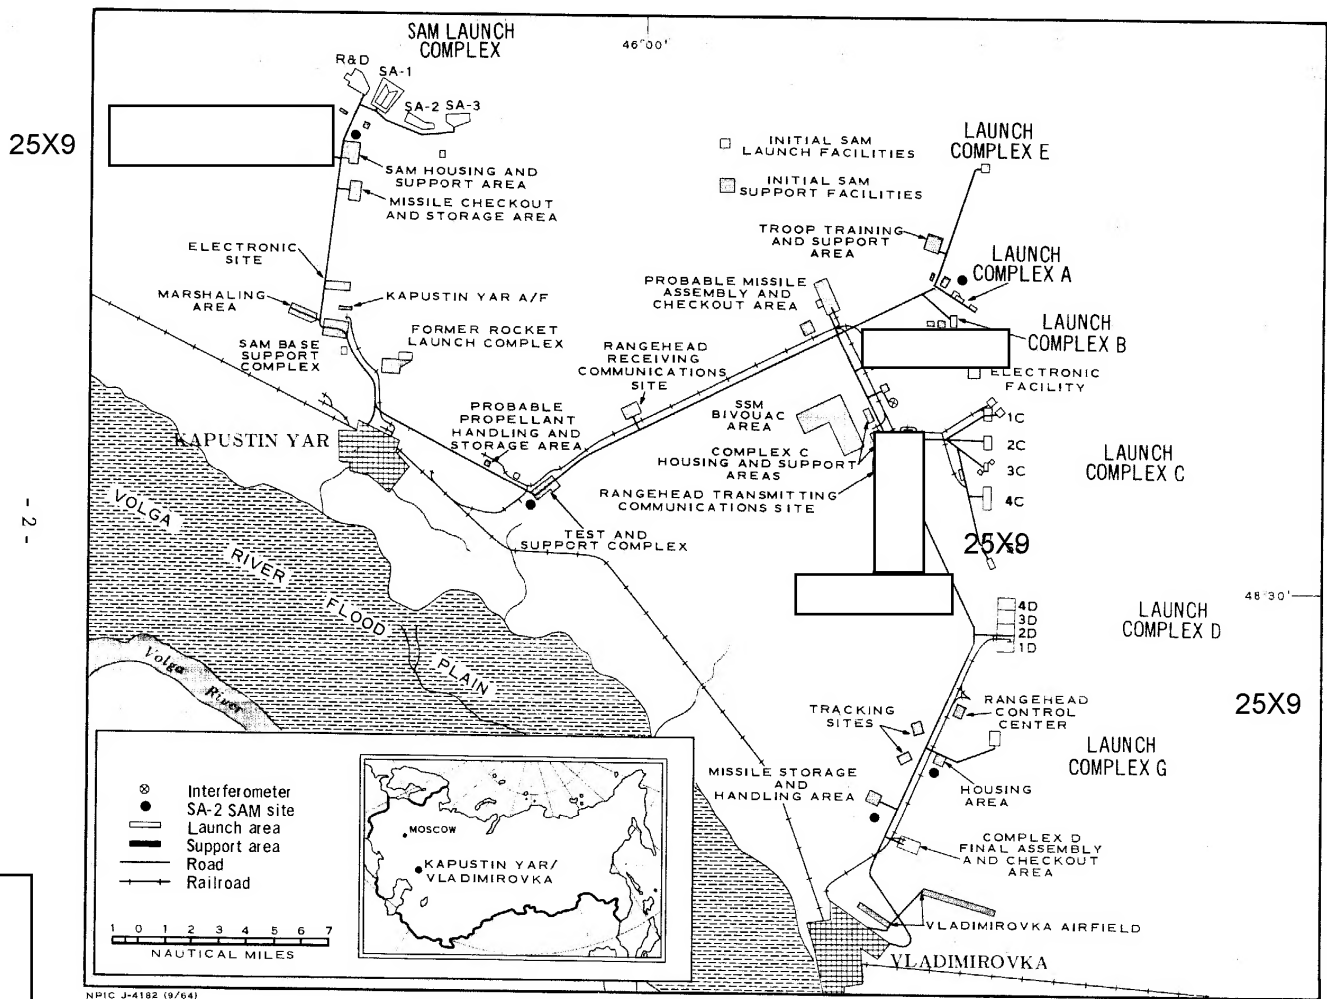 SAM LAUNCH
COMPLEX
46°00'
R&D
SA-1
SA-2
SA-3
25X9
INITIAL SAM
LAUNCH FACILITIES
INITIAL SAM
SUPPORT FACILITIES
LAUNCH
COMPLEX E
SAM HOUSING AND
SUPPORT AREA
MISSILE CHECKOUT
AND STORAGE AREA
TROOP TRAINING
AND SUPPORT
AREA
ELECTRONIC
SITE
LAUNCH
COMPLEX A
MARSHALING
AREA
KAPUSTIN YAR A/F
PROBABLE MISSILE
ASSEMBLY AND
CHECKOUT AREA
SAM BASE
SUPPORT
COMPLEX
FORMER ROCKET
LAUNCH COMPLEX
RANGEHEAD
RECEIVING
COMMUNICATIONS
SITE
LAUNCH
COMPLEX B
ELECTRONIC
FACILITY
SSM
BIVOUAC
AREA
PROBABLE
PROPELLANT
HANDLING AND
STORAGE AREA
KAPUSTIN YAR
1C
2C
3C
4C
LAUNCH
COMPLEX C
COMPLEX C
HOUSING AND SUPPORT
AREAS
RANGEHEAD TRANSMITTING
COMMUNICATIONS SITE
- 2 -
TEST AND
SUPPORT COMPLEX
25X9
VOLGA
RIVER
FLOOD
PLAIN
48°30'
4D
3D
2D
1D
LAUNCH
COMPLEX D
Volga
River
25X9
TRACKING
SITES
RANGEHEAD
CONTROL
CENTER
LAUNCH
COMPLEX G
MISSILE STORAGE
AND
HANDLING AREA
HOUSING
AREA
COMPLEX D
FINAL ASSEMBLY
AND CHECKOUT
AREA
VLADIMIROVKA AIRFIELD
VLADIMIROVKA
Interferometer
SA-2 SAM site
Launch area
Support area
Road
Railroad
1 0 1 2 3 4 5 6 7
NAUTICAL MILES
MOSCOW
KAPUSTIN YAR/
VLADIMIROVKA
NPIC J-4182 (9/64)